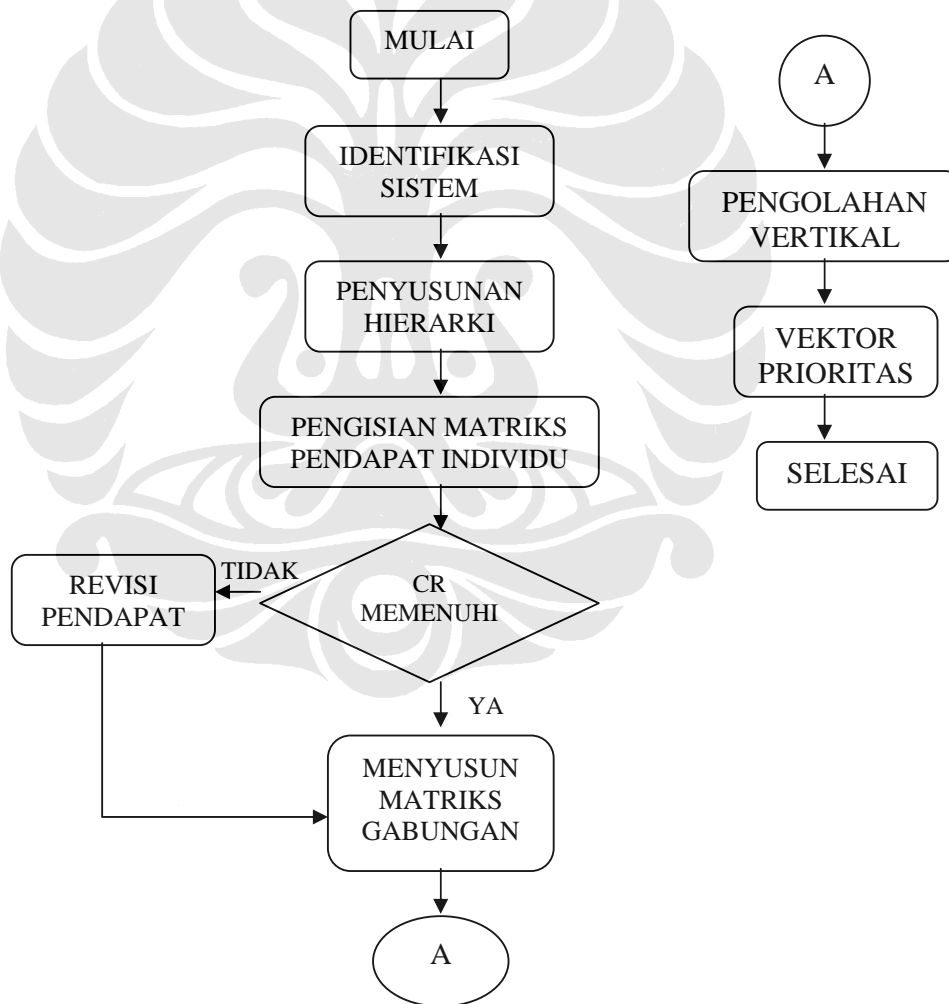 MULAI
IDENTIFIKASI
SISTEM
PENYUSUNAN
HIERARKI
PENGISIAN MATRIKS
PENDAPAT INDIVIDU
CR
MEMENUHI
TIDAK
REVISI
PENDAPAT
YA
MENYUSUN
MATRIKS
GABUNGAN
A
A
PENGOLAHAN
VERTIKAL
VEKTOR
PRIORITAS
SELESAI